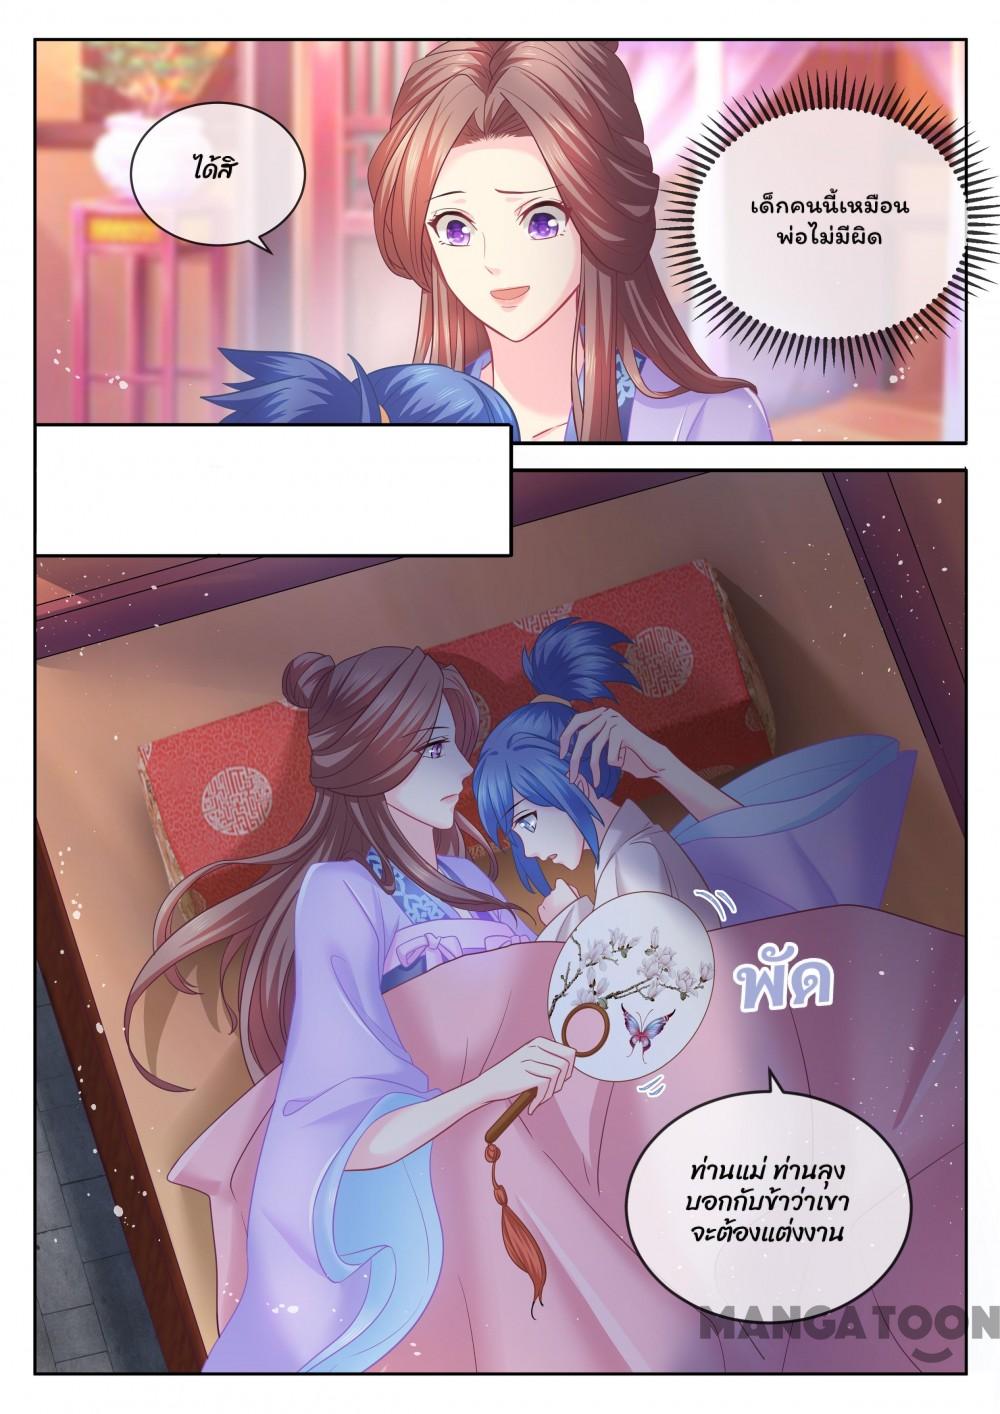 ได้สิ
เด็กคนนี้เหมือน
พ่อไม่มีผิด
พัด
ท่านแม่ ท่านลุง
บอกกับข้าว่าเขา
จะต้องแต่งงาน
MANGATOON